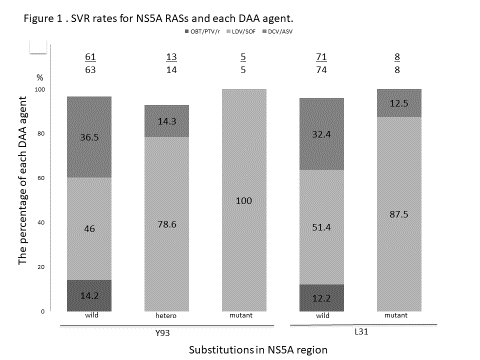 Figure 1 . SVR rates for NS5A RASs and each DAA agent.
■OBT/PTV/r ■LDV/SOF ■DCV/ASV
61 13 5 71 8
63 14 5 74 8
%
The percentage of each DAA agent
100
80
60
40
20
0
36.5
46
14.2
14.3
78.6
100
32.4
51.4
12.2
12.5
87.5
wild hetero mutant wild mutant
Y93 L31
Substitutions in NS5A region